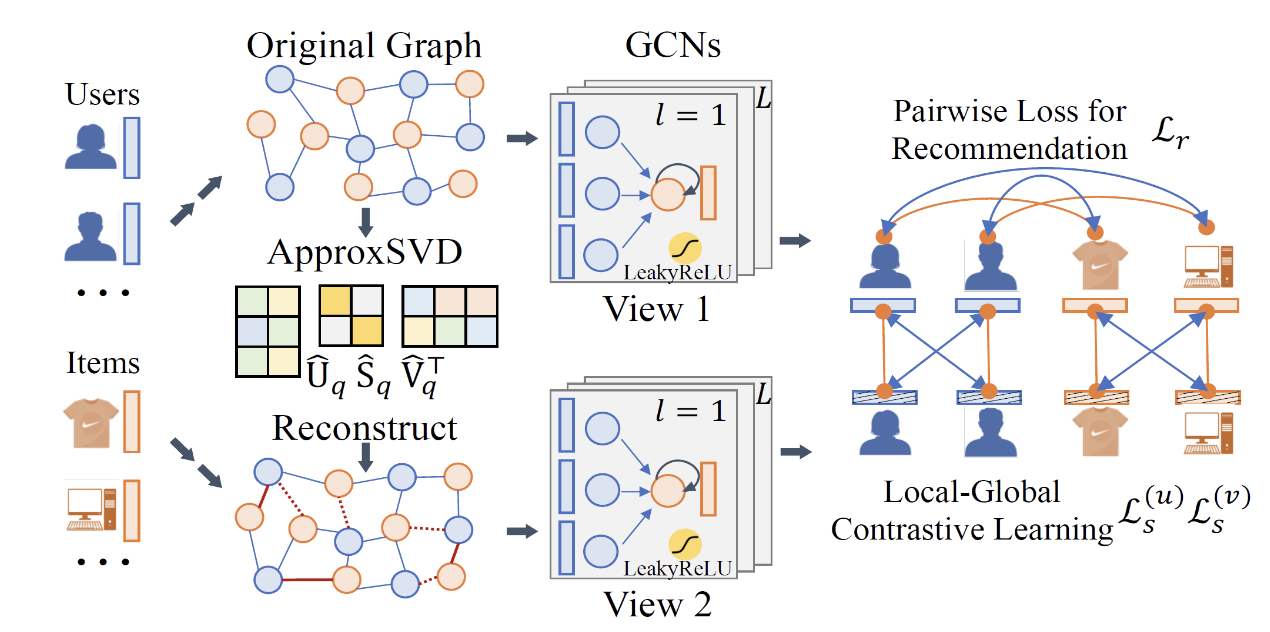 Users
. . .
Items
. . .
Original Graph
ApproxSVD
Û_q Ŝ_q V̂_q^⊤
Reconstruct
GCNs
l = 1
L
LeakyReLU
View 1
l = 1
L
LeakyReLU
View 2
Pairwise Loss for
Recommendation ℒ_r
Local-Global
Contrastive Learning ℒ_s^(u) ℒ_s^(v)